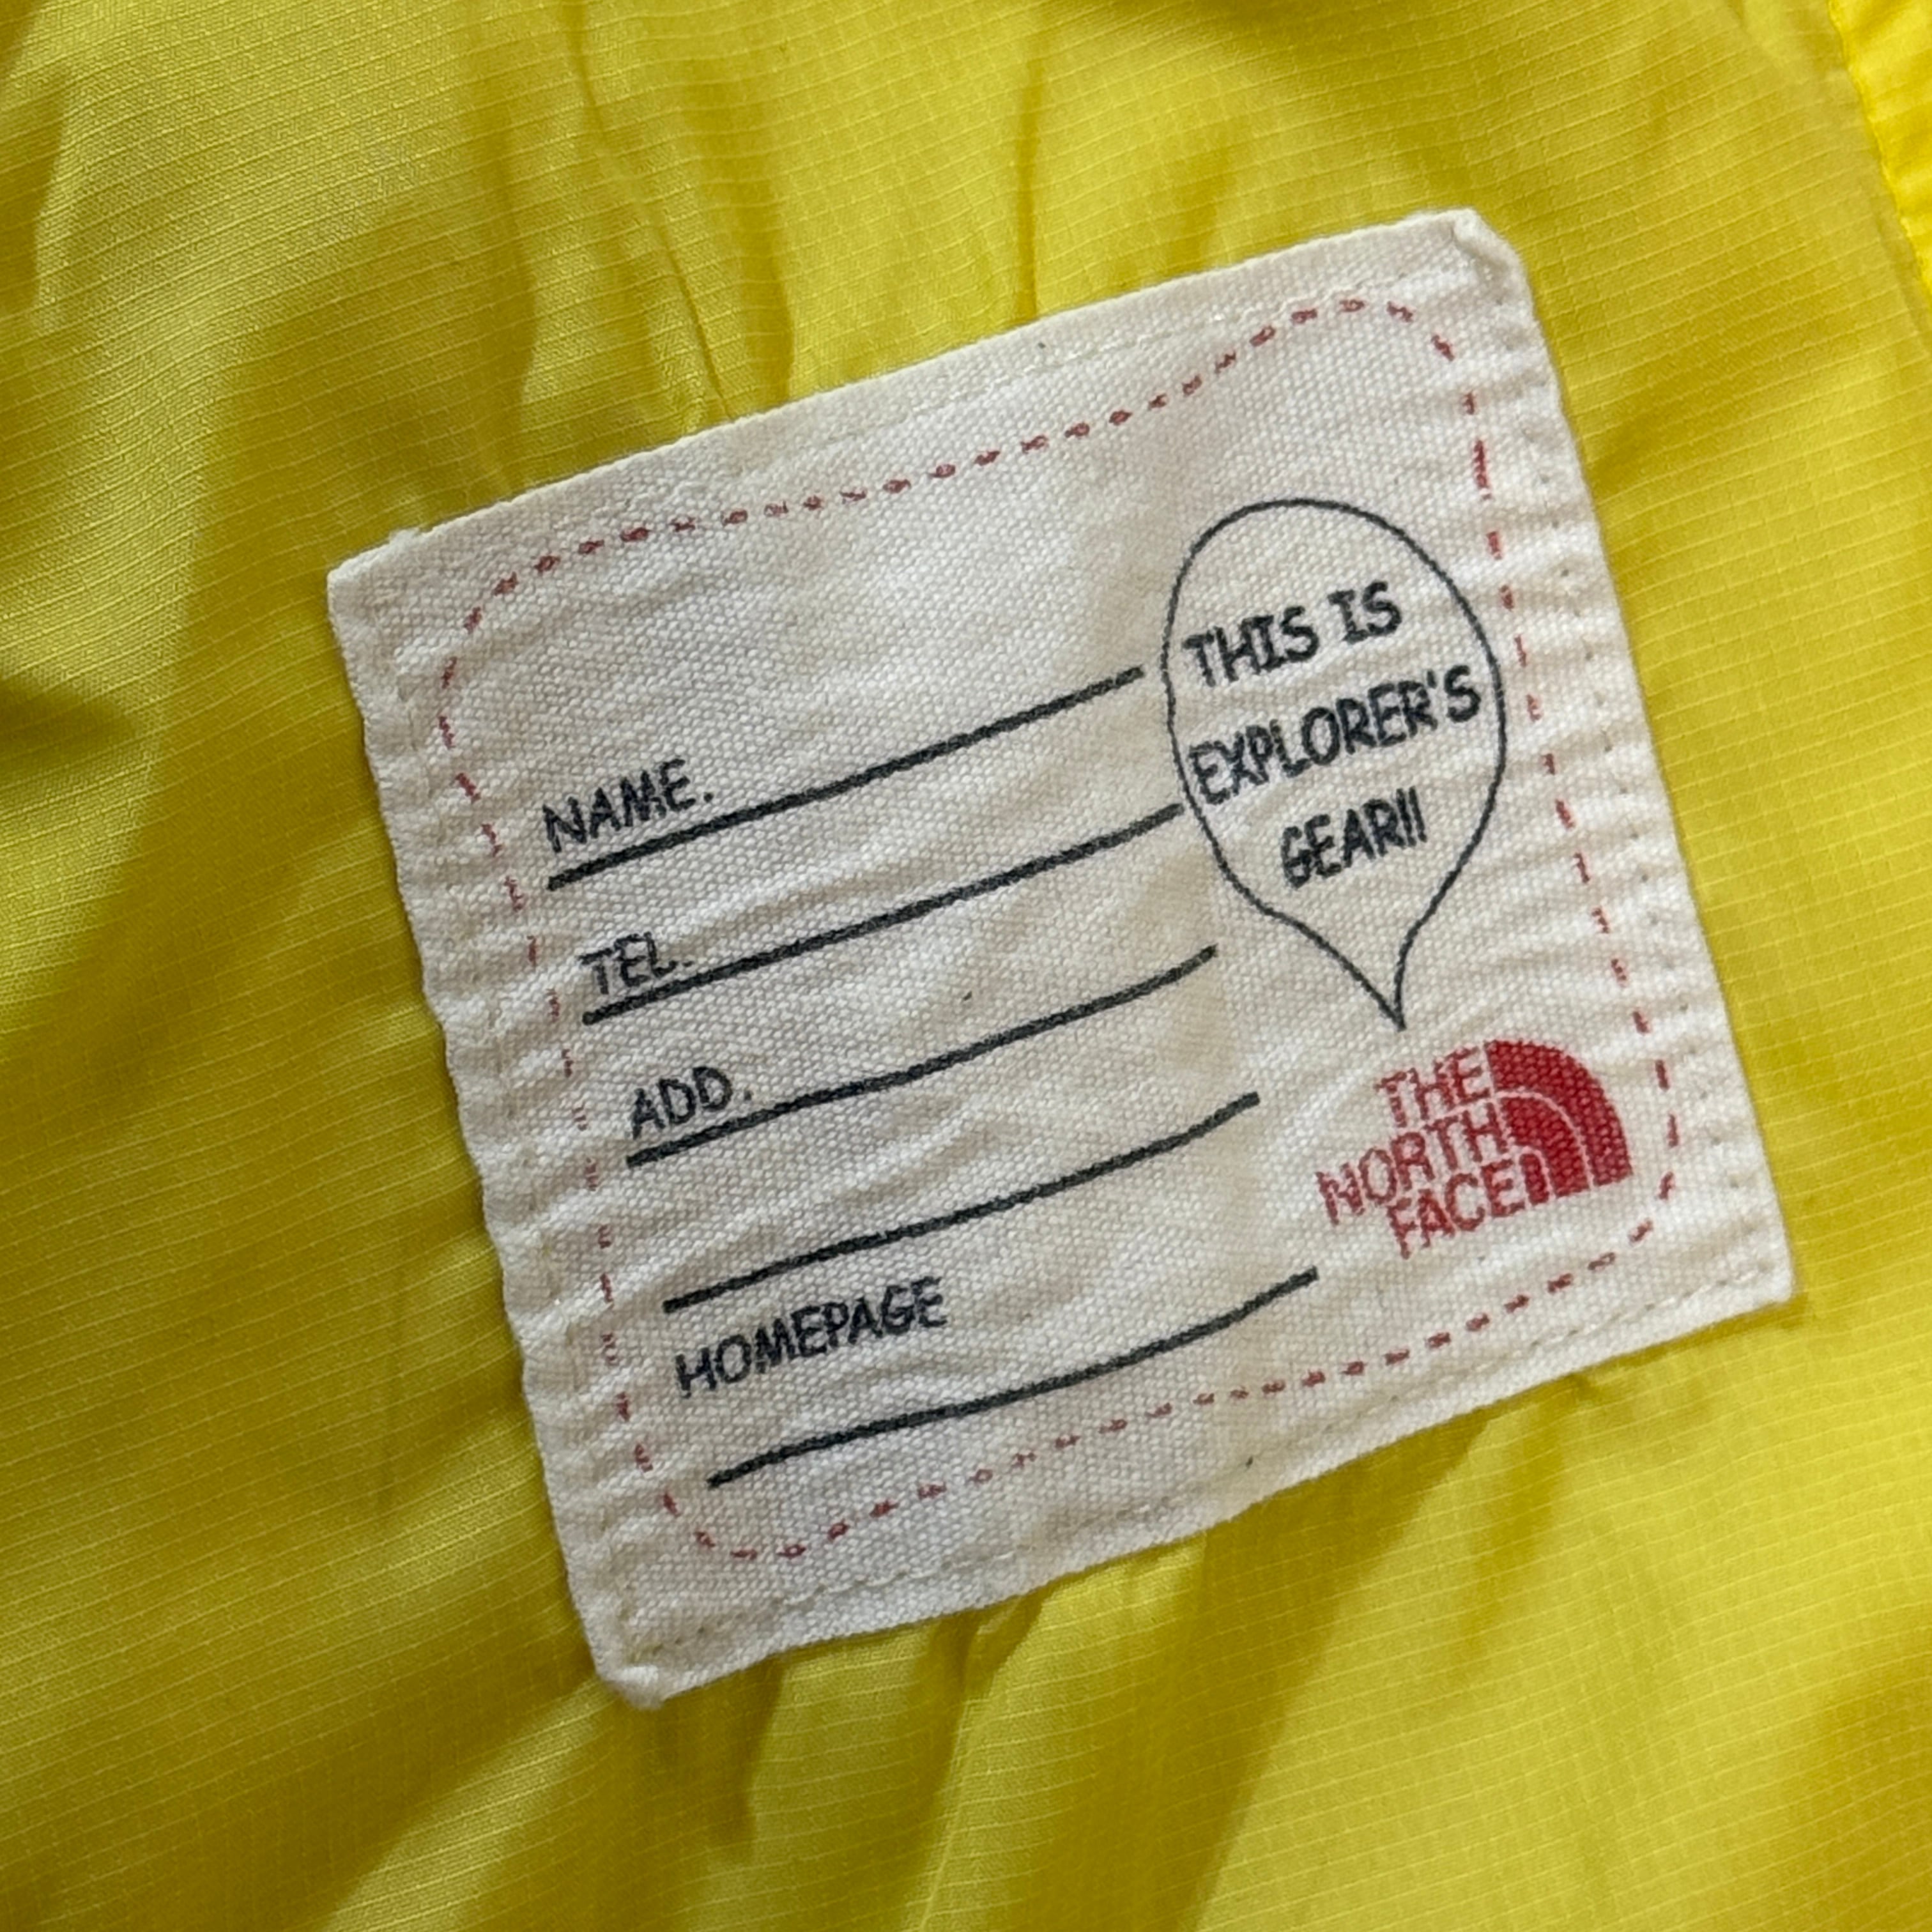 THIS IS
EXPLORER'S
GEAR!!
NAME.
TEL.
ADD.
HOMEPAGE
THE
NORTH
FACE